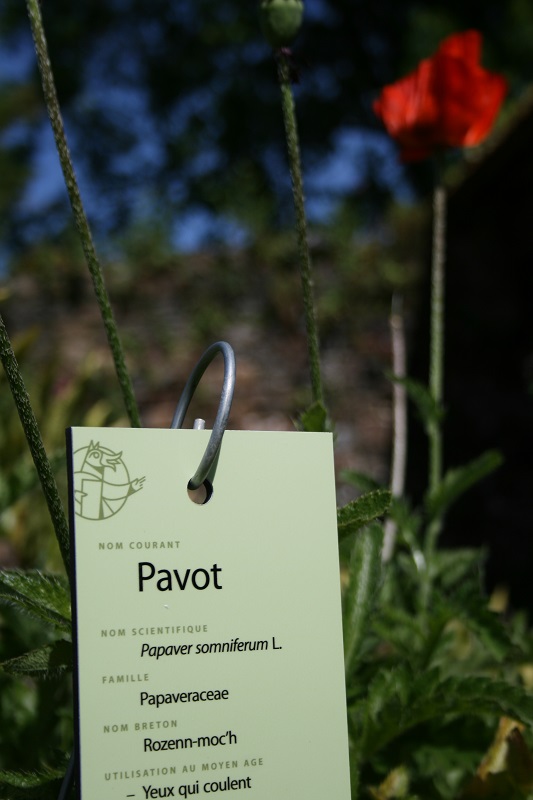 NOM COURANT
Pavot
NOM SCIENTIFIQUE
Papaver somniferum L.
FAMILLE
Papaveraceae
NOM BRETON
Rozenn-moc'h
UTILISATION AU MOYEN AGE
– Yeux qui coulent